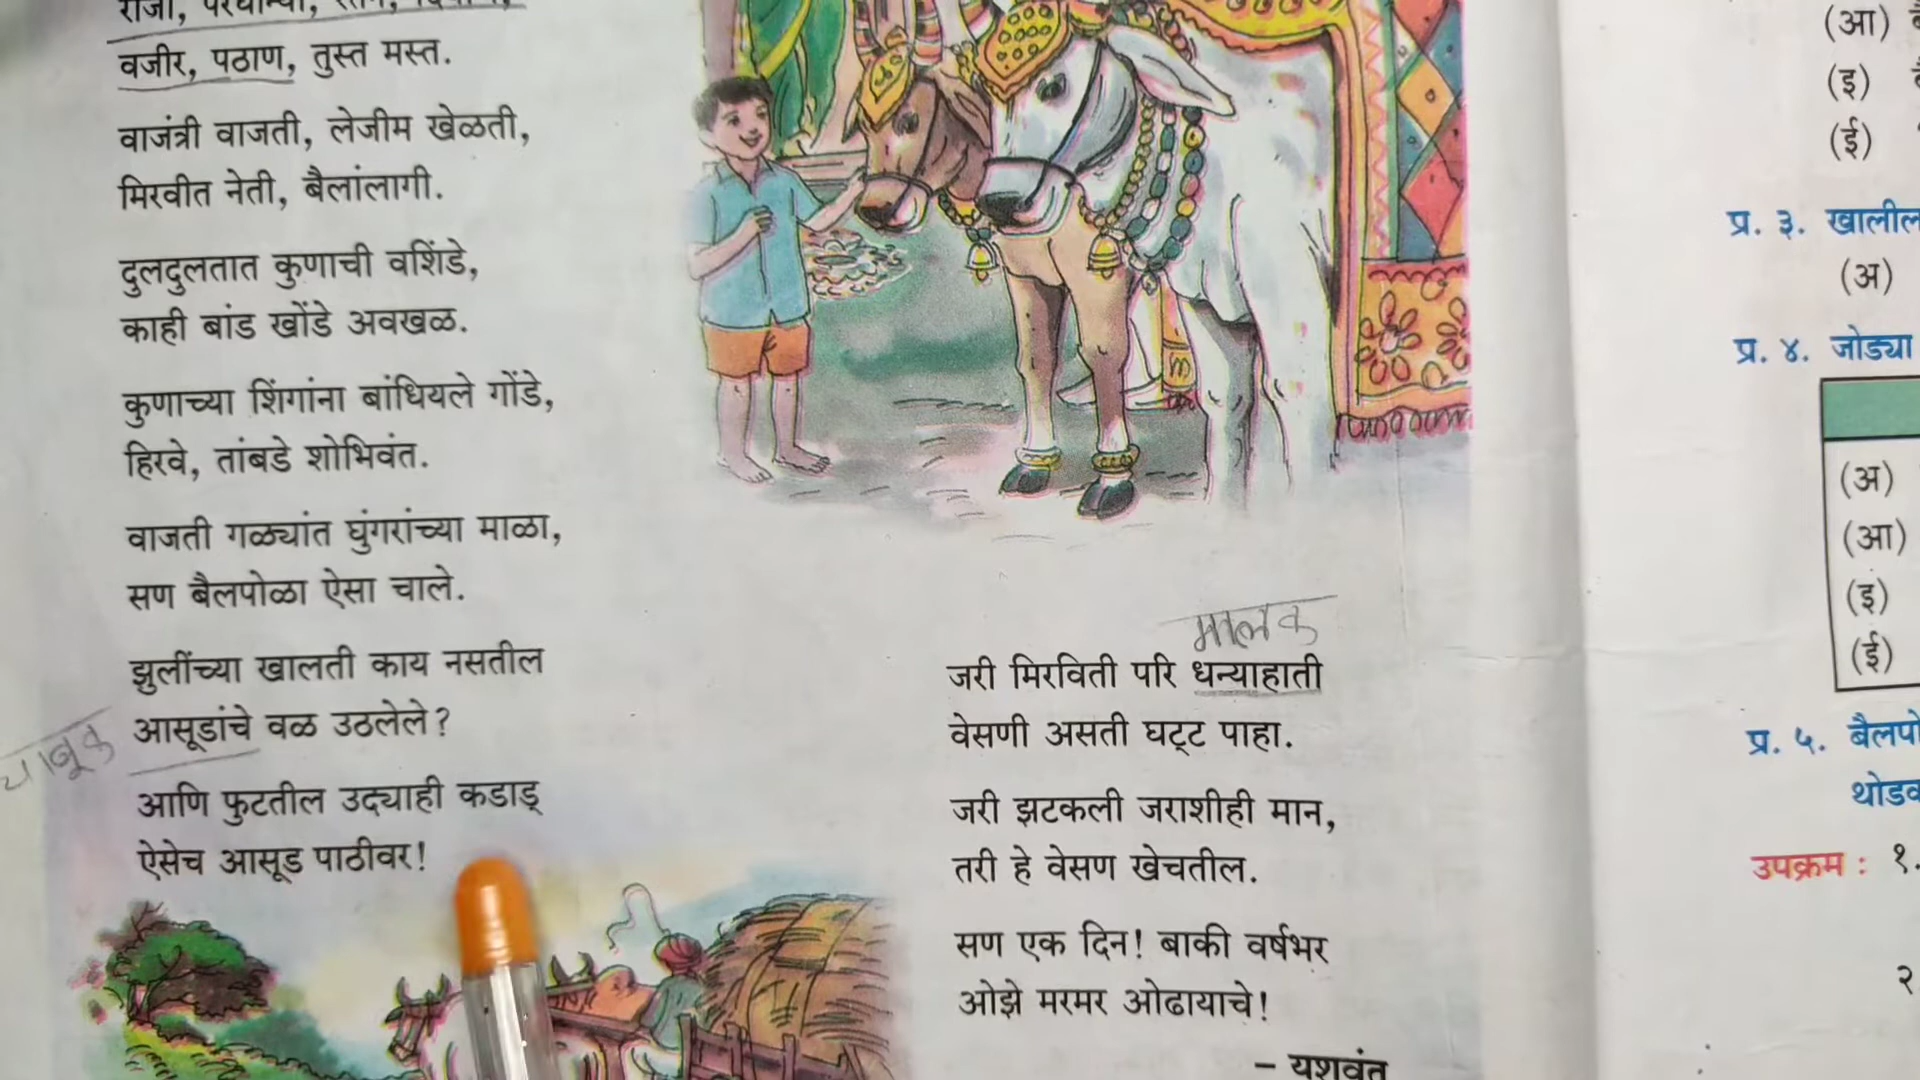 राजा, परधान्या, रतन, दिवाण,
वजीर, पठाण, तुस्त मस्त.
वाजंत्री वाजती, लेजीम खेळती,
मिरवीत नेती, बैलांलागी.
दुलदुलतात कुणाची वशिंडे,
काही बांड खोंडे अवखळ.
कुणाच्या शिंगांना बांधियले गोंडे,
हिरवे, तांबडे शोभिवंत.
वाजती गळ्यांत घुंगरांच्या माळा,
सण बैलपोळा ऐसा चाले.
झुलींच्या खालती काय नसतील
आसूडांचे वळ उठलेले?
चाबूक
आणि फुटतील उद्याही कडाड्
ऐसेच आसूड पाठीवर!
मालक
जरी मिरविती परि धन्याहाती
वेसणी असती घट्ट पाहा.
जरी झटकली जराशीही मान,
तरी हे वेसण खेचतील.
सण एक दिन! बाकी वर्षभर
ओझे मरमर ओढायाचे!
– यशवंत
(आ)
(इ)
(ई)
प्र. ३. खालील
(अ)
प्र. ४. जोड्या
(अ)
(आ)
(इ)
(ई)
प्र. ५. बैलपो
थोडव
उपक्रम : १.
२